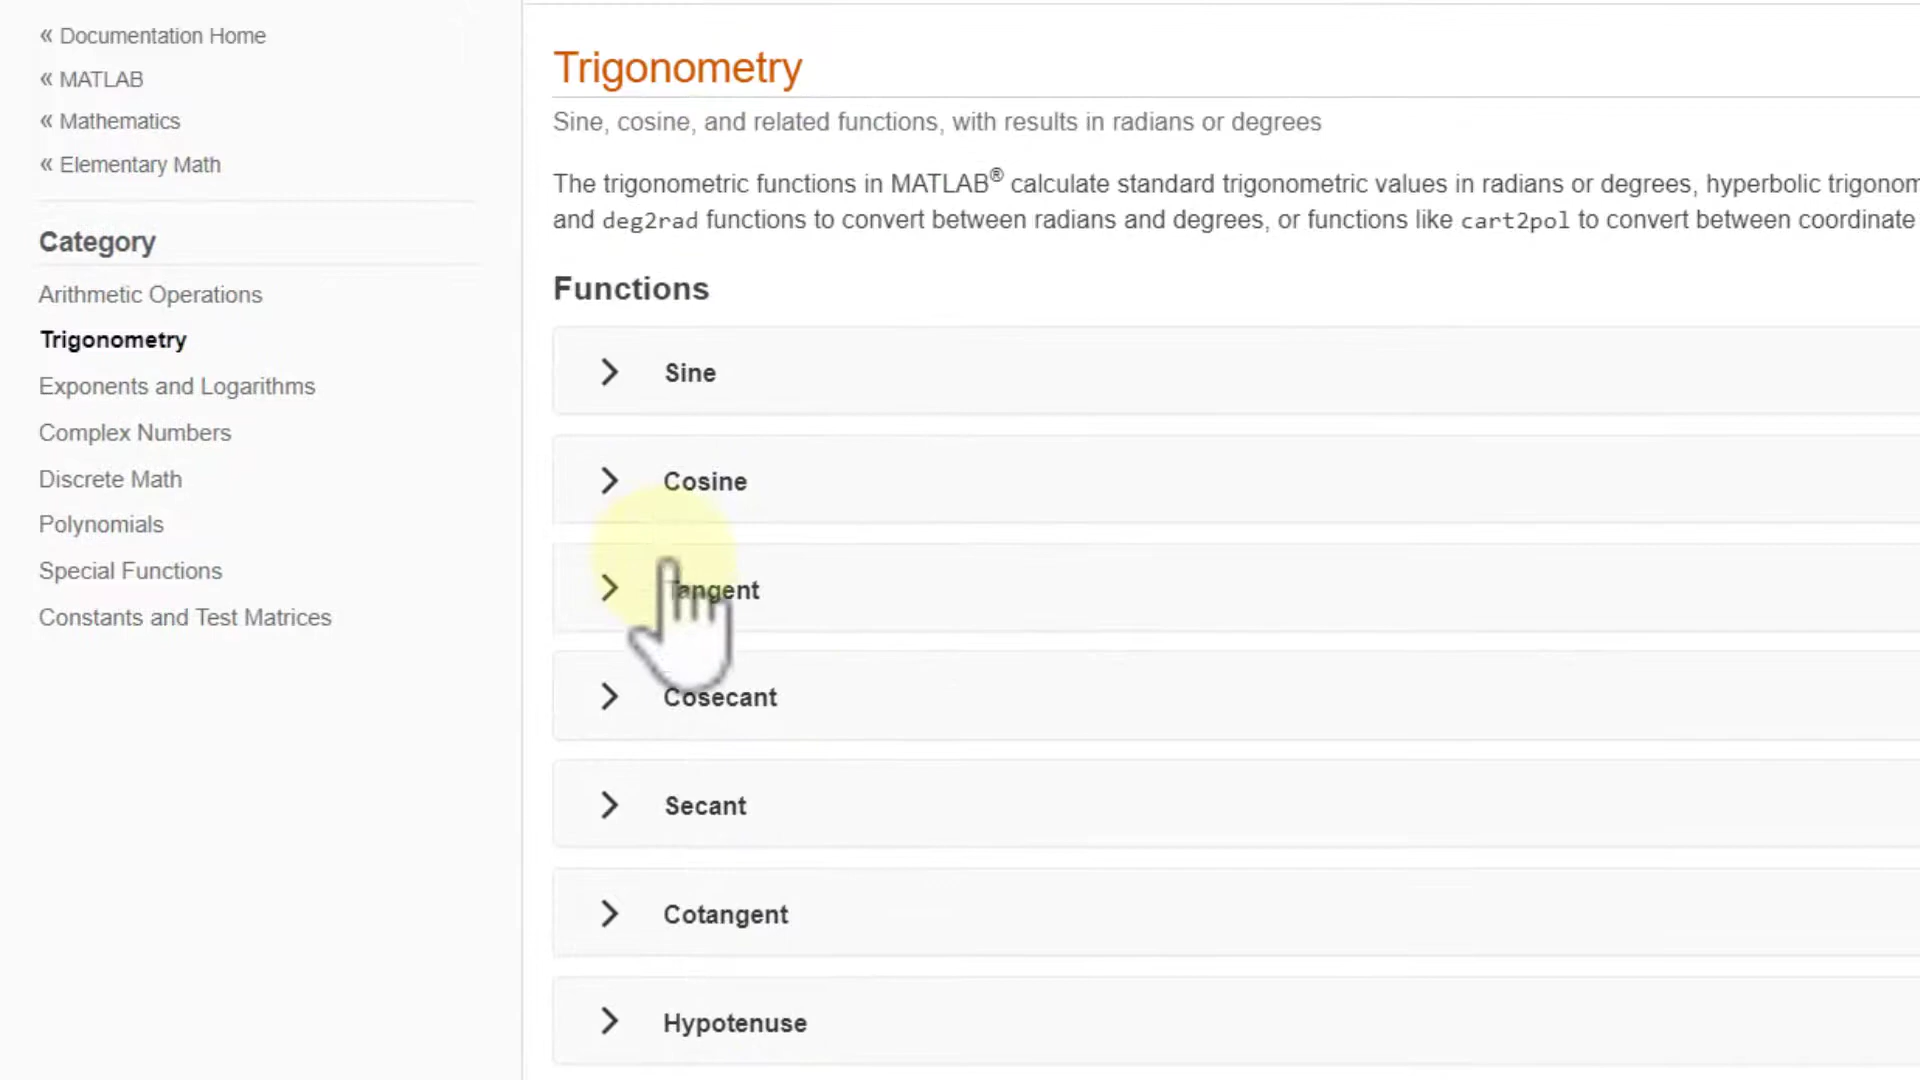 « Documentation Home
« MATLAB
« Mathematics
« Elementary Math
Category
Arithmetic Operations
Trigonometry
Exponents and Logarithms
Complex Numbers
Discrete Math
Polynomials
Special Functions
Constants and Test Matrices
Trigonometry
Sine, cosine, and related functions, with results in radians or degrees
The trigonometric functions in MATLAB® calculate standard trigonometric values in radians or degrees, hyperbolic trigonom
and deg2rad functions to convert between radians and degrees, or functions like cart2pol to convert between coordinate
Functions
Sine
Cosine
Tangent
Cosecant
Secant
Cotangent
Hypotenuse